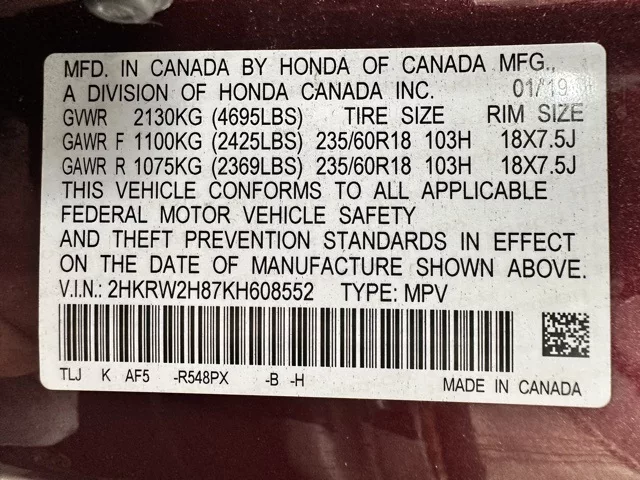 MFD. IN CANADA BY HONDA OF CANADA MFG.,
A DIVISION OF HONDA CANADA INC. 01/19
GVWR 2130KG (4695LBS) TIRE SIZE RIM SIZE
GAWR F 1100KG (2425LBS) 235/60R18 103H 18X7.5J
GAWR R 1075KG (2369LBS) 235/60R18 103H 18X7.5J
THIS VEHICLE CONFORMS TO ALL APPLICABLE
FEDERAL MOTOR VEHICLE SAFETY
AND THEFT PREVENTION STANDARDS IN EFFECT
ON THE DATE OF MANUFACTURE SHOWN ABOVE.
V.I.N.: 2HKRW2H87KH608552 TYPE: MPV
TLJ K AF5 -R548PX -B -H MADE IN CANADA